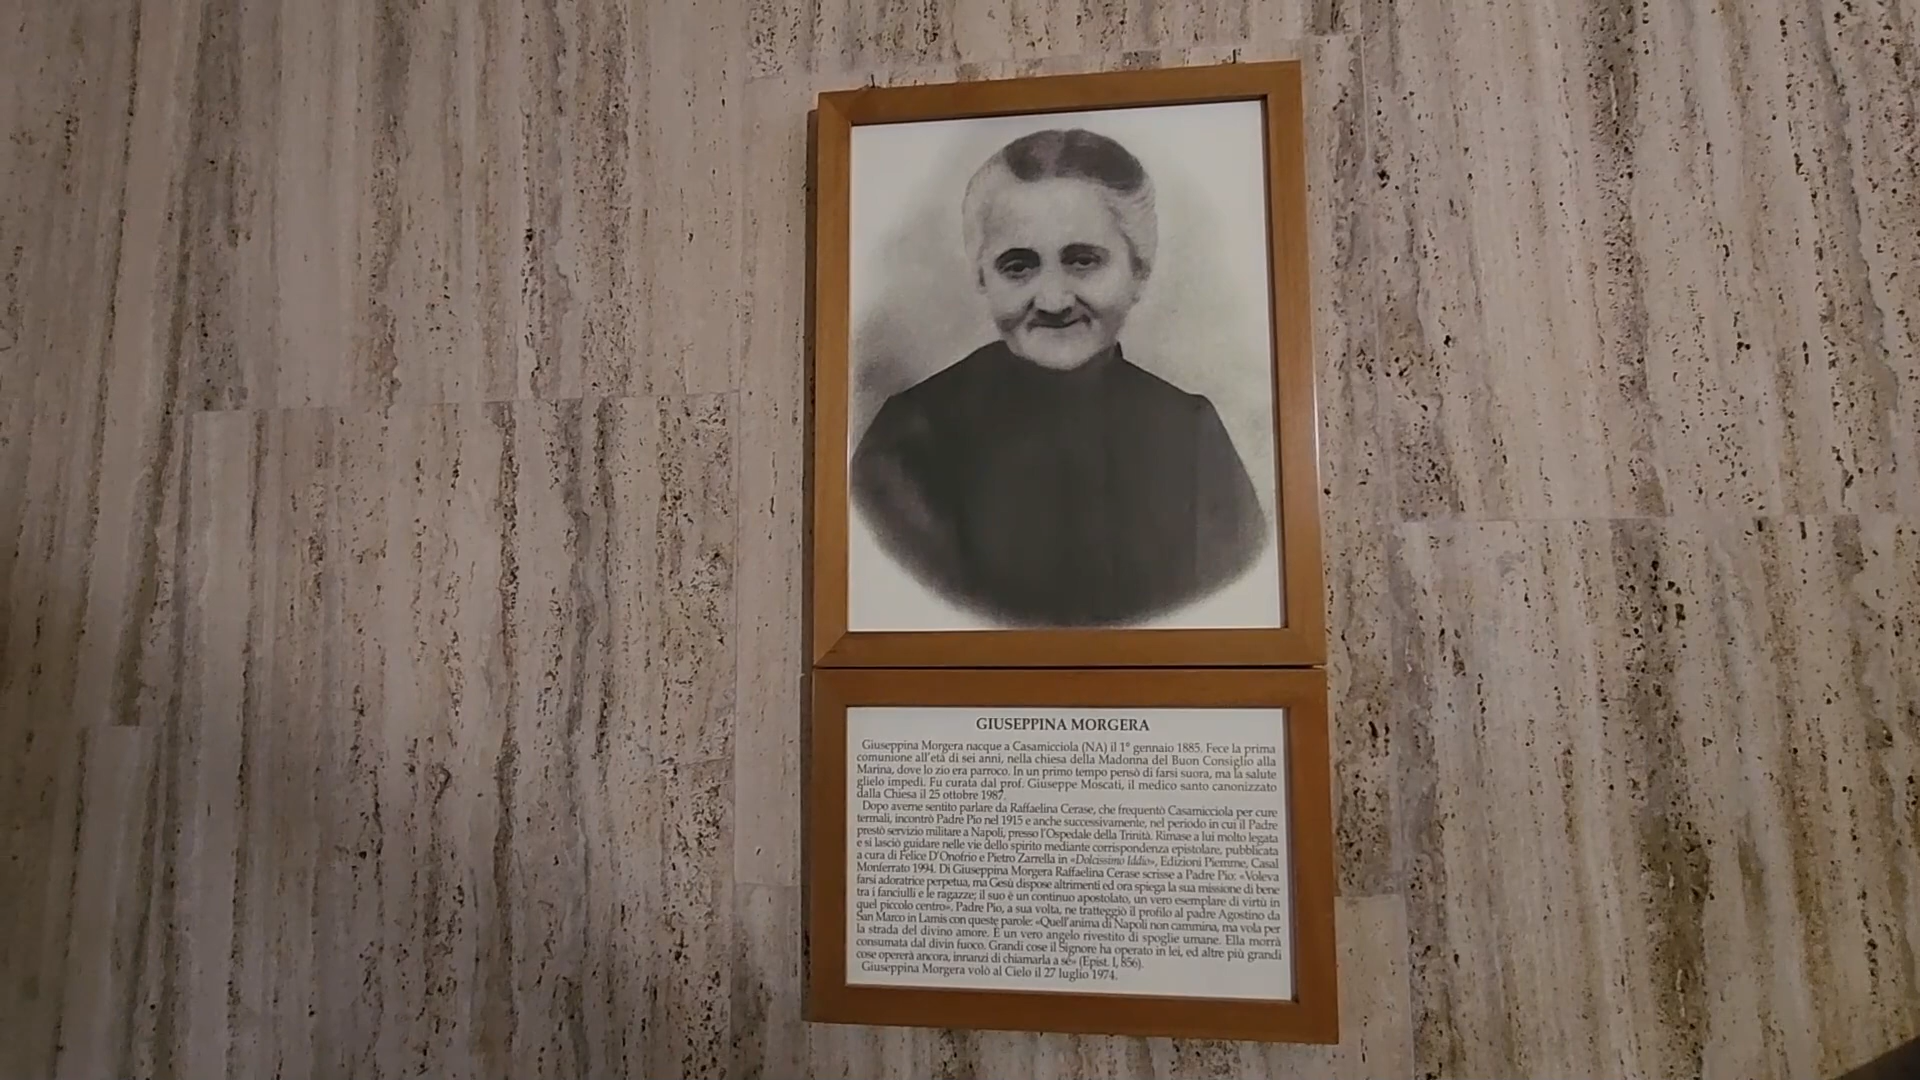 GIUSEPPINA MORGERA
Giuseppina Morgera nacque a Casamicciola (NA) il 1° gennaio 1885. Fece la prima
comunione all'età di sei anni, nella chiesa della Madonna del Buon Consiglio alla
Marina, dove lo zio era parroco. In un primo tempo pensò di farsi suora, ma la salute
glielo impedì. Fu curata dal prof. Giuseppe Moscati, il medico santo canonizzato
dalla Chiesa il 25 ottobre 1987.
Dopo averne sentito parlare da Raffaelina Cerase, che frequentò Casamicciola per cure
termali, incontrò Padre Pio nel 1915 e anche successivamente, nel periodo in cui il Padre
prestò servizio militare a Napoli, presso l'Ospedale della Trinità. Rimase a lui molto legata
e si lasciò guidare nelle vie dello spirito mediante corrispondenza epistolare, pubblicata
a cura di Felice D'Onofrio e Pietro Zarrella in «Dolcissimo Iddio», Edizioni Piemme, Casal
Monferrato 1994. Di Giuseppina Morgera Raffaelina Cerase scrisse a Padre Pio: «Voleva
farsi adoratrice perpetua, ma Gesù dispose altrimenti ed ora spiega la sua missione di bene
tra i fanciulli e le ragazze; il suo è un continuo apostolato, un vero esemplare di virtù in
quel piccolo centro». Padre Pio, a sua volta, ne tratteggiò il profilo al padre Agostino da
San Marco in Lamis con queste parole: «Quell'anima di Napoli non cammina, ma vola per
la strada del divino amore. È un vero angelo rivestito di spoglie umane. Ella morrà
consumata dal divin fuoco. Grandi cose il Signore ha operato in lei, ed altre più grandi
cose opererà ancora, innanzi di chiamarla a sé» (Epist. I, 856).
Giuseppina Morgera volò al Cielo il 27 luglio 1974.